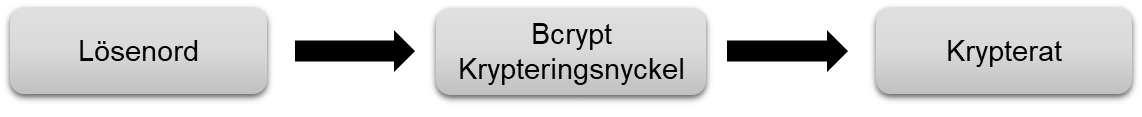 Lösenord
Bcrypt
Krypteringsnyckel
Krypterat